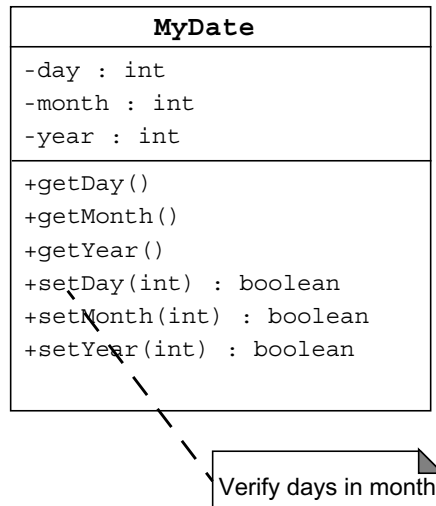 MyDate
-day : int
-month : int
-year : int
+getDay()
+getMonth()
+getYear()
+setDay(int) : boolean
+setMonth(int) : boolean
+setYear(int) : boolean
Verify days in month